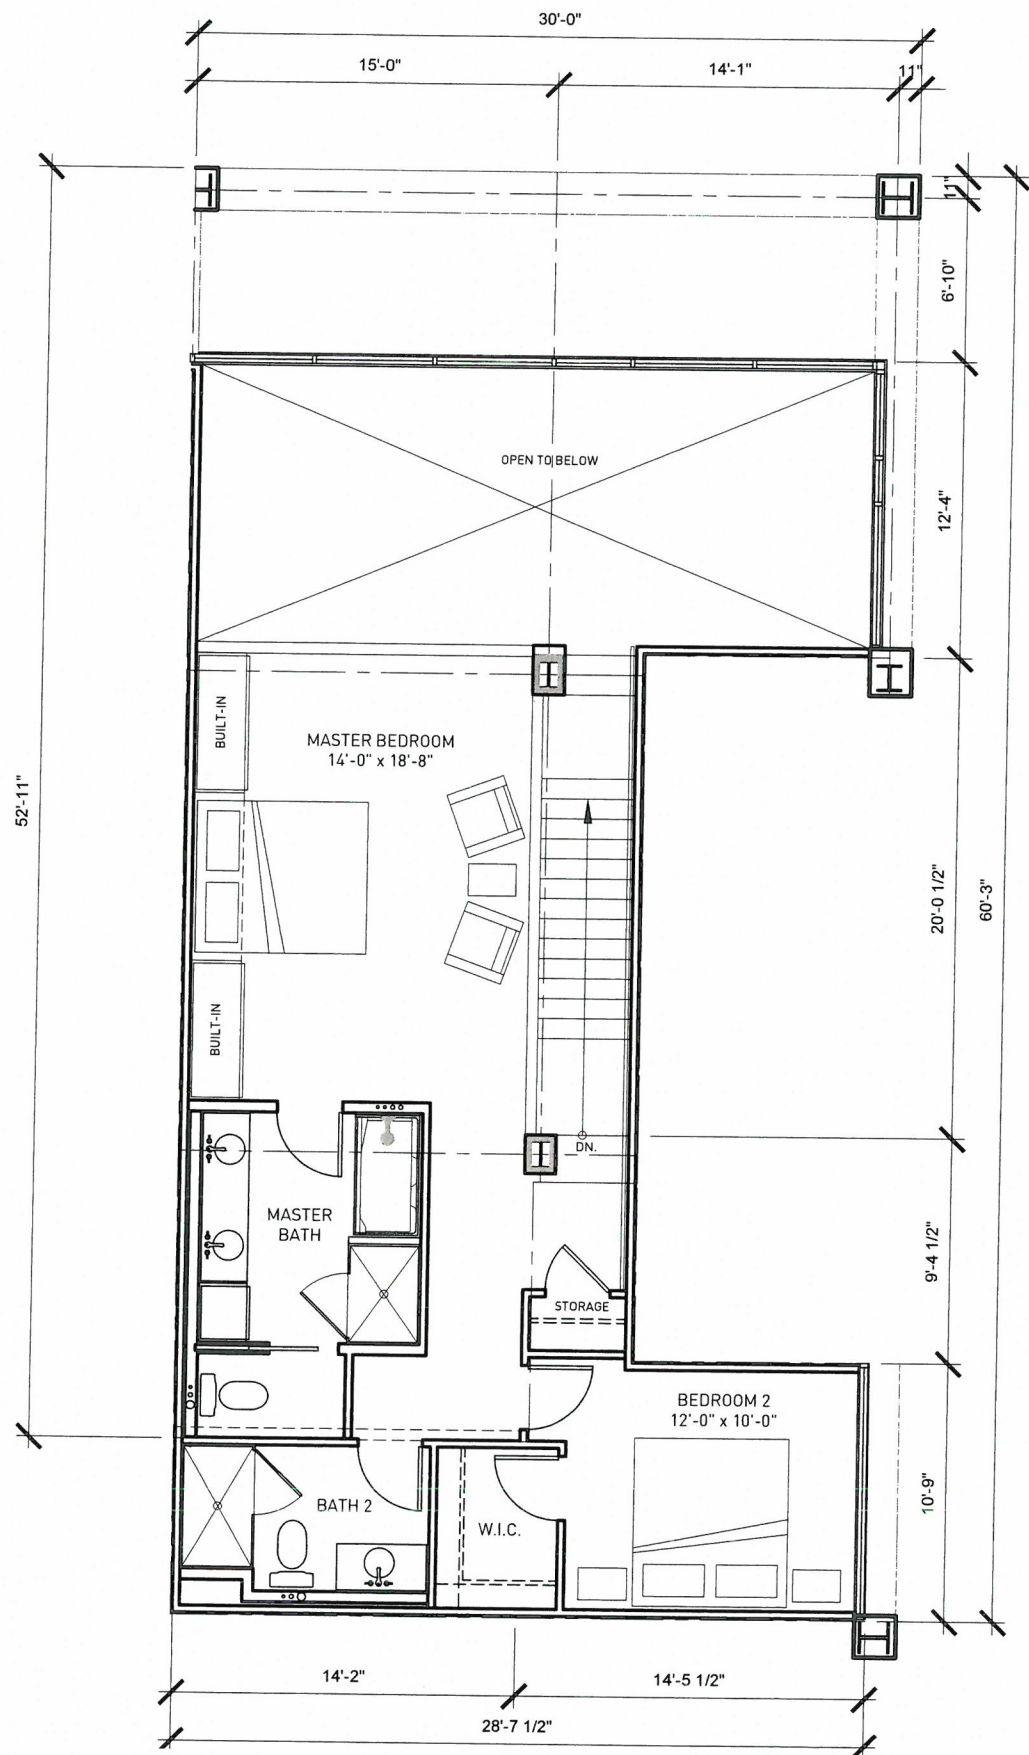 30'-0"
15'-0"
14'-1"
11"
11"
6'-10"
OPEN TO BELOW
12'-4"
BUILT-IN
MASTER BEDROOM
14'-0" x 18'-8"
52'-11"
20'-0 1/2"
60'-3"
BUILT-IN
DN.
MASTER
BATH
9'-4 1/2"
STORAGE
BEDROOM 2
12'-0" x 10'-0"
BATH 2
W.I.C.
10'-9"
14'-2"
14'-5 1/2"
28'-7 1/2"